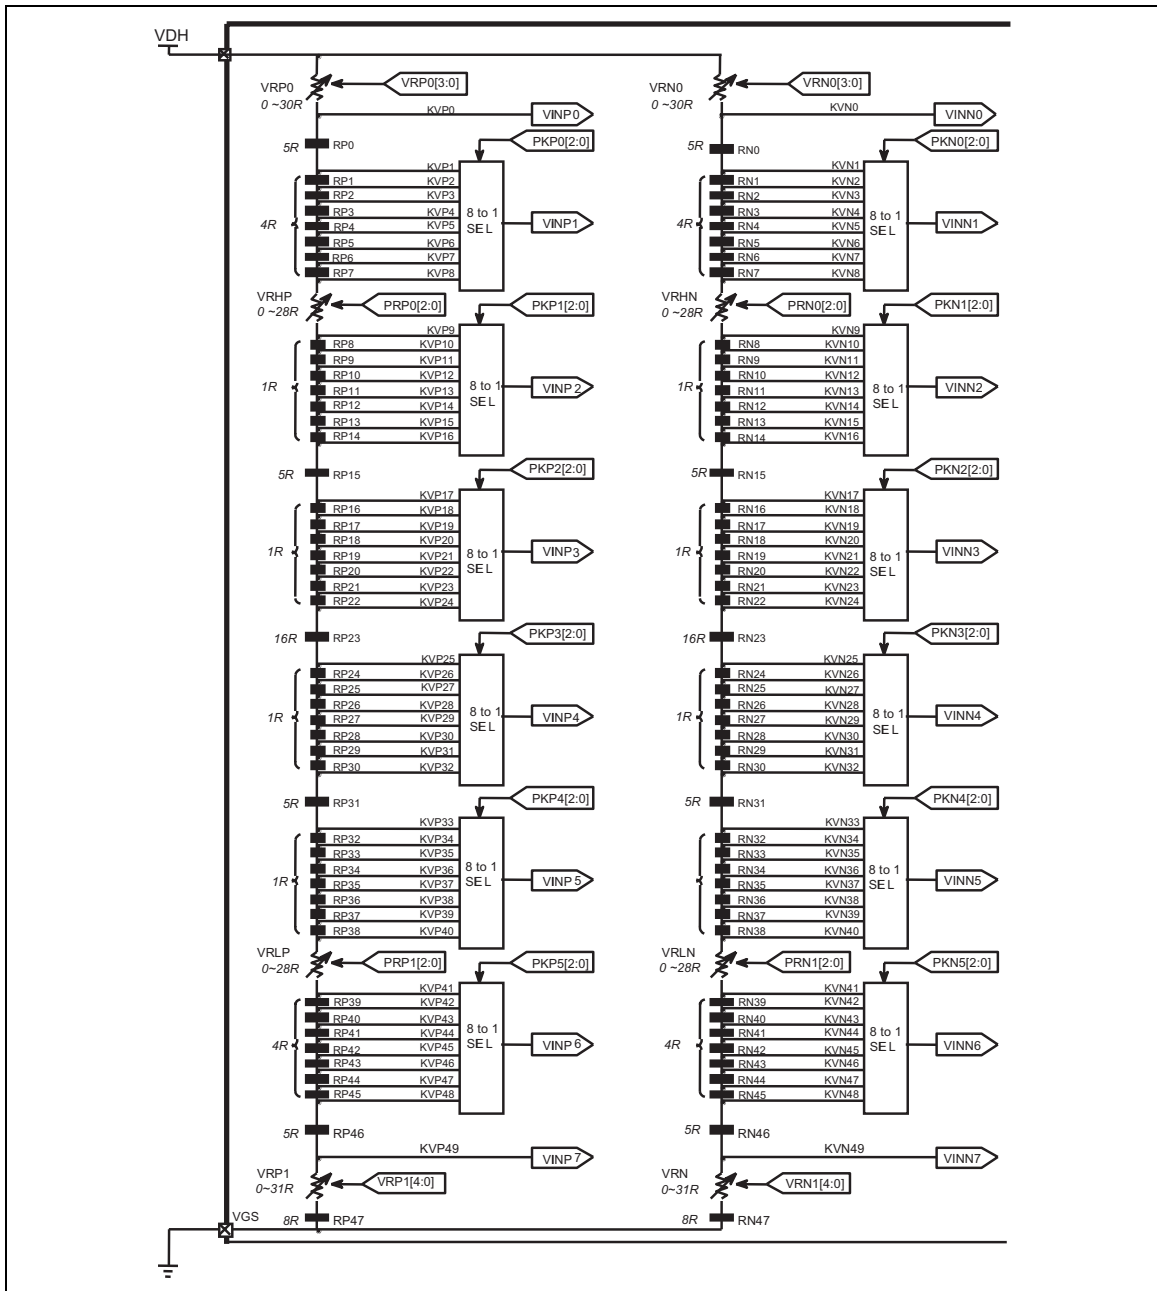 VDH
VRP0
0 ~30R
VRP0[3:0]
KVP0
VINP0
5R
RP0
PKP0[2:0]
KVP1
RP1
KVP2
RP2
KVP3
RP3
KVP4
RP4
KVP5
RP5
KVP6
RP6
KVP7
RP7
KVP8
4R
8 to 1
SEL
VINP1
VRHP
0 ~28R
PRP0[2:0]
PKP1[2:0]
KVP9
RP8
KVP10
RP9
KVP11
RP10
KVP12
RP11
KVP13
RP12
KVP14
RP13
KVP15
RP14
KVP16
1R
8 to 1
SEL
VINP2
5R
RP15
PKP2[2:0]
KVP17
RP16
KVP18
RP17
KVP19
RP18
KVP20
RP19
KVP21
RP20
KVP22
RP21
KVP23
RP22
KVP24
1R
8 to 1
SEL
VINP3
16R
RP23
PKP3[2:0]
KVP25
RP24
KVP26
RP25
KVP27
RP26
KVP28
RP27
KVP29
RP28
KVP30
RP29
KVP31
RP30
KVP32
1R
8 to 1
SEL
VINP4
5R
RP31
PKP4[2:0]
KVP33
RP32
KVP34
RP33
KVP35
RP34
KVP36
RP35
KVP37
RP36
KVP38
RP37
KVP39
RP38
KVP40
1R
8 to 1
SEL
VINP5
VRLP
0~28R
PRP1[2:0]
PKP5[2:0]
KVP41
RP39
KVP42
RP40
KVP43
RP41
KVP44
RP42
KVP45
RP43
KVP46
RP44
KVP47
RP45
KVP48
4R
8 to 1
SEL
VINP6
5R
RP46
KVP49
VINP7
VRP1
0~31R
VRP1[4:0]
VGS
8R
RP47
VRN0
0 ~30R
VRN0[3:0]
KVN0
VINN0
5R
RN0
PKN0[2:0]
KVN1
RN1
KVN2
RN2
KVN3
RN3
KVN4
RN4
KVN5
RN5
KVN6
RN6
KVN7
RN7
KVN8
4R
8 to 1
SEL
VINN1
VRHN
0 ~28R
PRN0[2:0]
PKN1[2:0]
KVN9
RN8
KVN10
RN9
KVN11
RN10
KVN12
RN11
KVN13
RN12
KVN14
RN13
KVN15
RN14
KVN16
1R
8 to 1
SEL
VINN2
5R
RN15
PKN2[2:0]
KVN17
RN16
KVN18
RN17
KVN19
RN18
KVN20
RN19
KVN21
RN20
KVN22
RN21
KVN23
RN22
KVN24
1R
8 to 1
SEL
VINN3
16R
RN23
PKN3[2:0]
KVN25
RN24
KVN26
RN25
KVN27
RN26
KVN28
RN27
KVN29
RN28
KVN30
RN29
KVN31
RN30
KVN32
1R
8 to 1
SEL
VINN4
5R
RN31
PKN4[2:0]
KVN33
RN32
KVN34
RN33
KVN35
RN34
KVN36
RN35
KVN37
RN36
KVN38
RN37
KVN39
RN38
KVN40
8 to 1
SEL
VINN5
VRLN
0 ~28R
PRN1[2:0]
PKN5[2:0]
KVN41
RN39
KVN42
RN40
KVN43
RN41
KVN44
RN42
KVN45
RN43
KVN46
RN44
KVN47
RN45
KVN48
4R
8 to 1
SEL
VINN6
5R
RN46
KVN49
VINN7
VRN
0~31R
VRN1[4:0]
8R
RN47